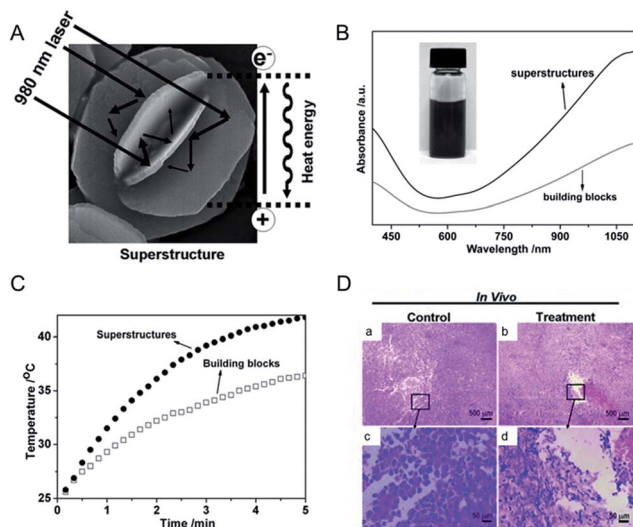 A
980 nm laser
e-
Heat energy
+
Superstructure
B
Absorbance/a.u.
superstructures
building blocks
450 600 750 900 1050
Wavelength /nm
C
Temperature /°C
40
35
30
25
Superstructures
Building blocks
0 1 2 3 4 5
Time /min
D
In Vivo
Control Treatment
a b
500 μm 500 μm
c d
50 μm 50 μm